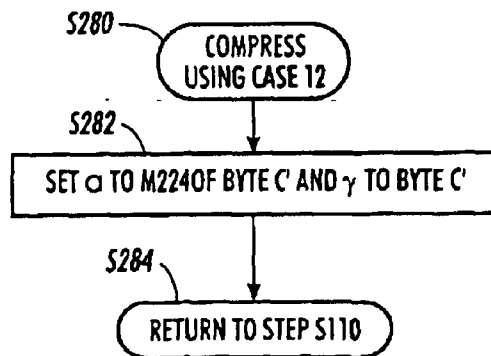 S280
COMPRESS
USING CASE 12
S282
SET α TO M224OF BYTE C' AND γ TO BYTE C'
S284
RETURN TO STEP S110